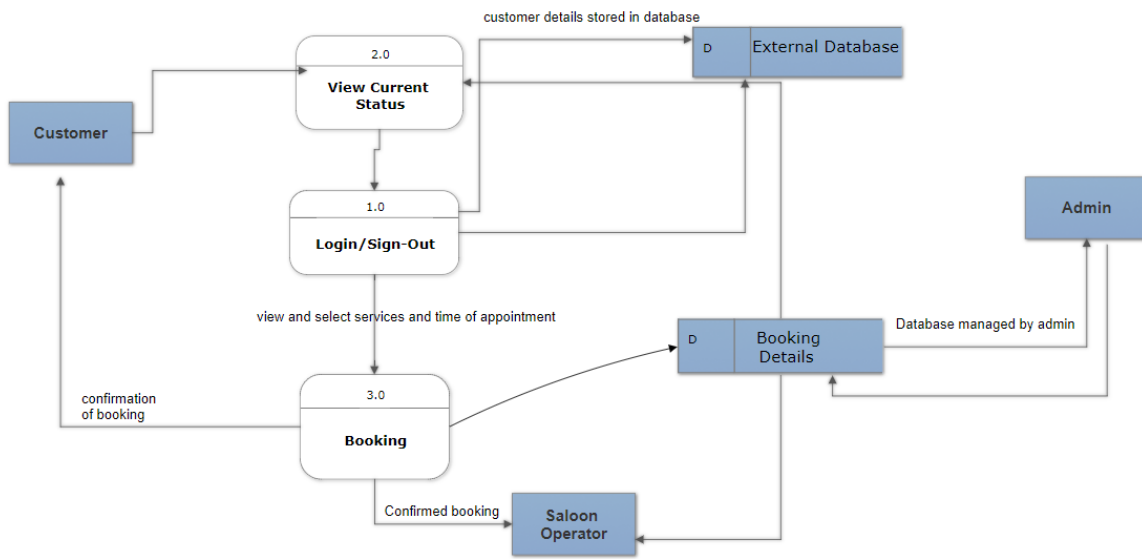 customer details stored in database
D
External Database
2.0
View Current
Status
Customer
1.0
Login/Sign-Out
Admin
view and select services and time of appointment
D
Booking
Details
Database managed by admin
3.0
Booking
confirmation
of booking
Confirmed booking
Saloon
Operator